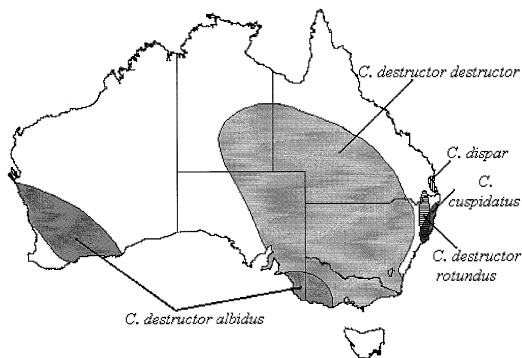 C. destructor destructor
C. dispar
C.
cuspidatus
C. destructor
rotundus
C. destructor albidus